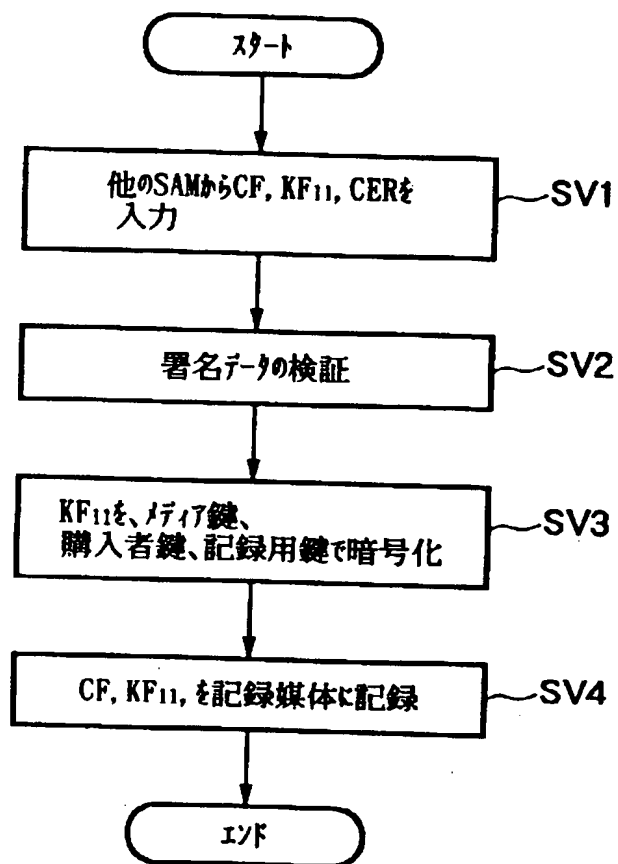 スタート
他のSAMからCF, KF11, CERを
入力
SV1
署名データの検証
SV2
KF11を、メディア鍵、
購入者鍵、記録用鍵で暗号化
SV3
CF, KF11, を記録媒体に記録
SV4
エンド